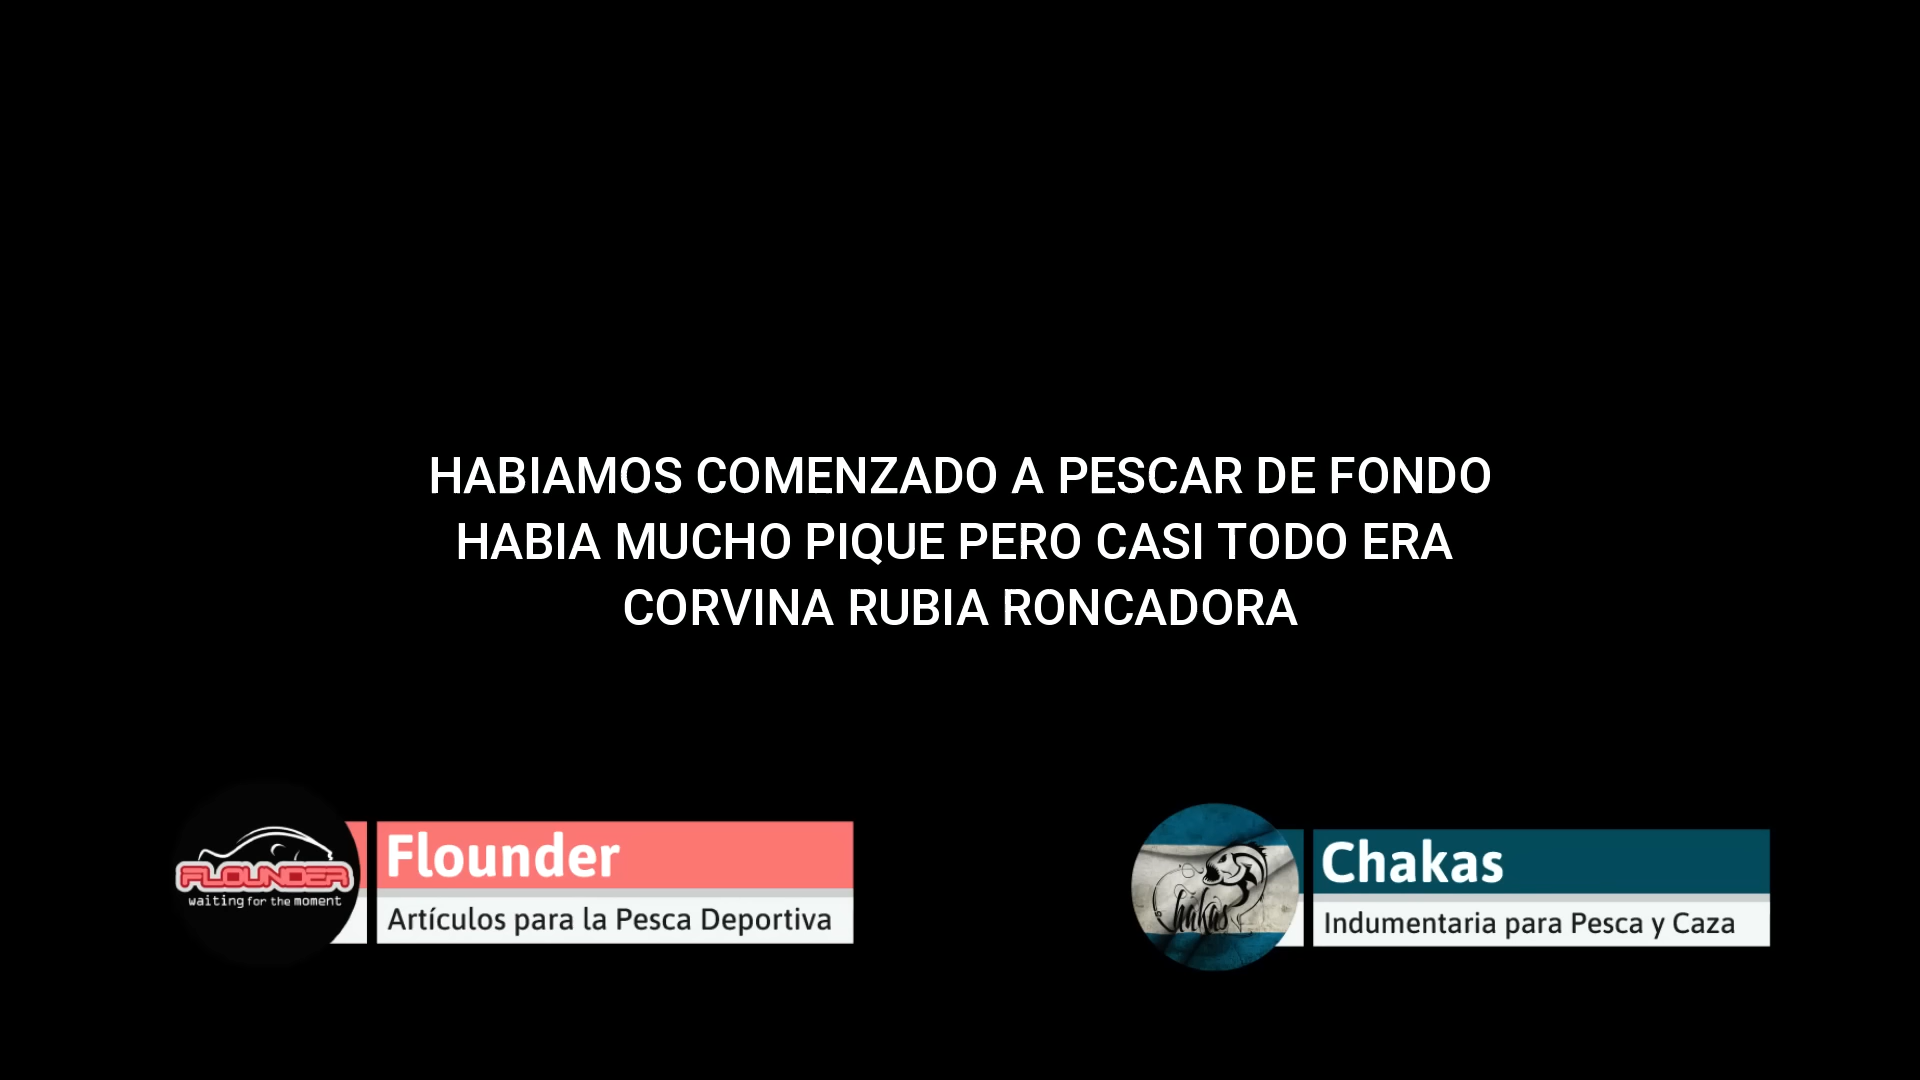 HABIAMOS COMENZADO A PESCAR DE FONDO
HABIA MUCHO PIQUE PERO CASI TODO ERA
CORVINA RUBIA RONCADORA
FLOUNDER
waiting for the moment
Flounder
Artículos para la Pesca Deportiva
Chakas
Chakas
Indumentaria para Pesca y Caza